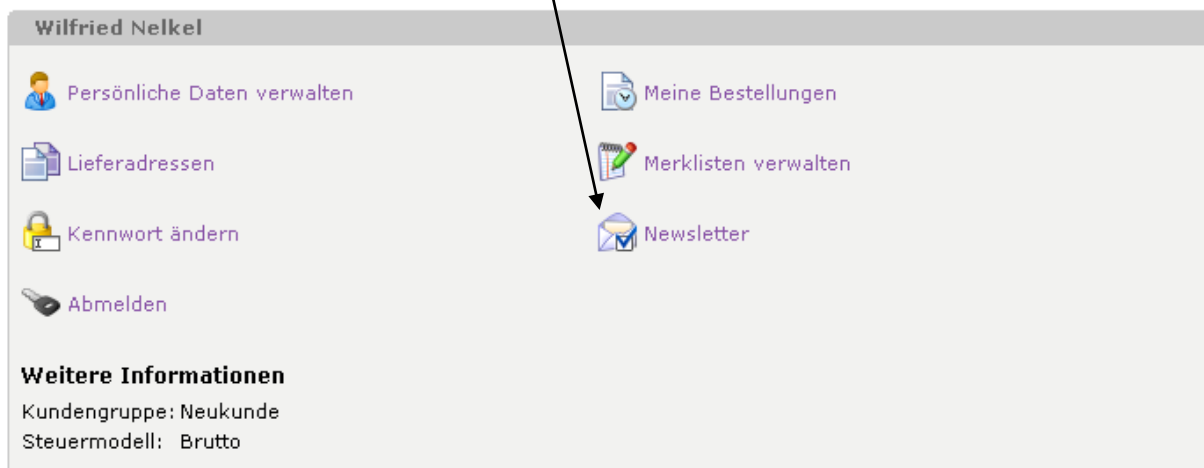 Wilfried Nelkel
Persönliche Daten verwalten
Meine Bestellungen
Lieferadressen
Merklisten verwalten
Kennwort ändern
Newsletter
Abmelden
Weitere Informationen
Kundengruppe: Neukunde
Steuermodell: Brutto